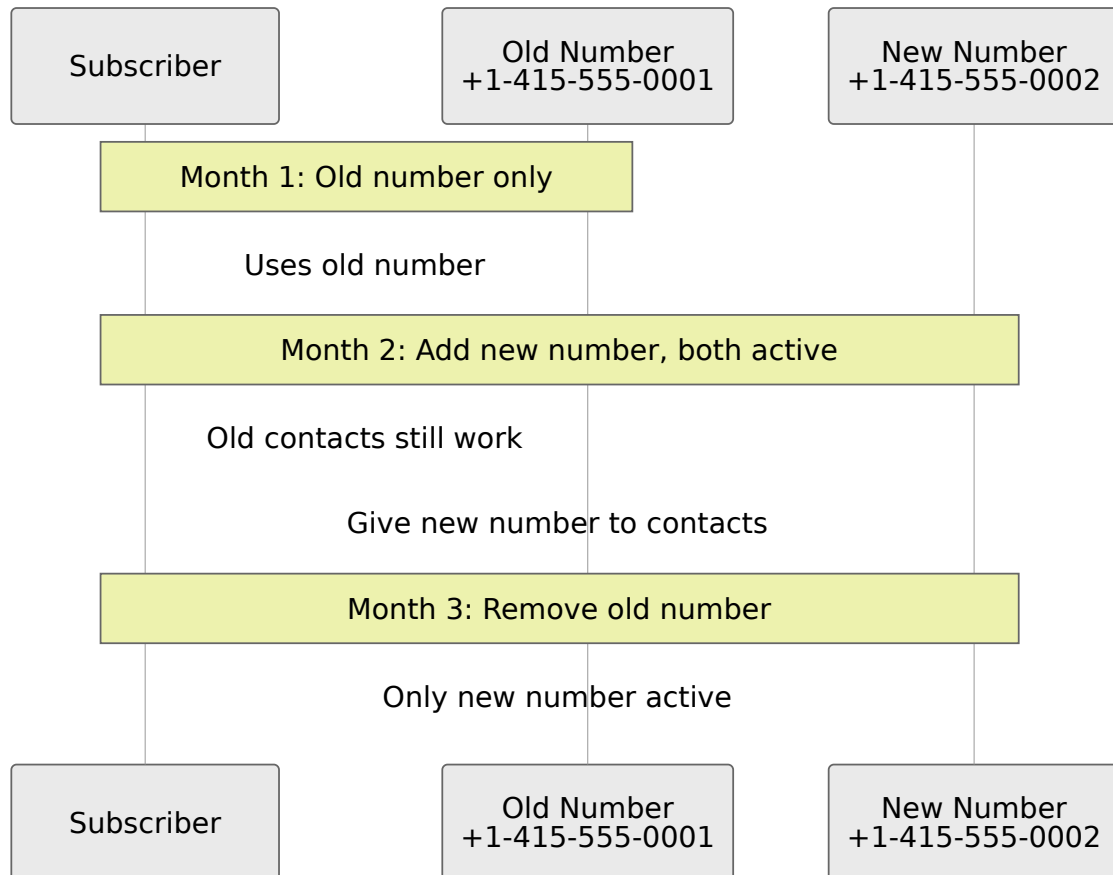 Subscriber
Old Number
+1-415-555-0001
New Number
+1-415-555-0002
Month 1: Old number only
Uses old number
Month 2: Add new number, both active
Old contacts still work
Give new number to contacts
Month 3: Remove old number
Only new number active
Subscriber
Old Number
+1-415-555-0001
New Number
+1-415-555-0002